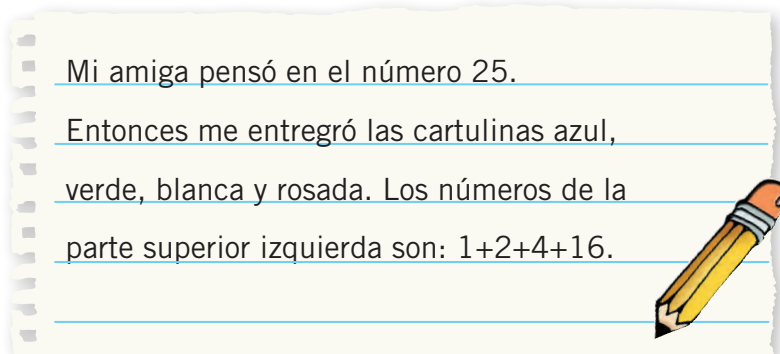 Mi amiga pensó en el número 25.
Entonces me entregró las cartulinas azul,
verde, blanca y rosada. Los números de la
parte superior izquierda son: 1+2+4+16.